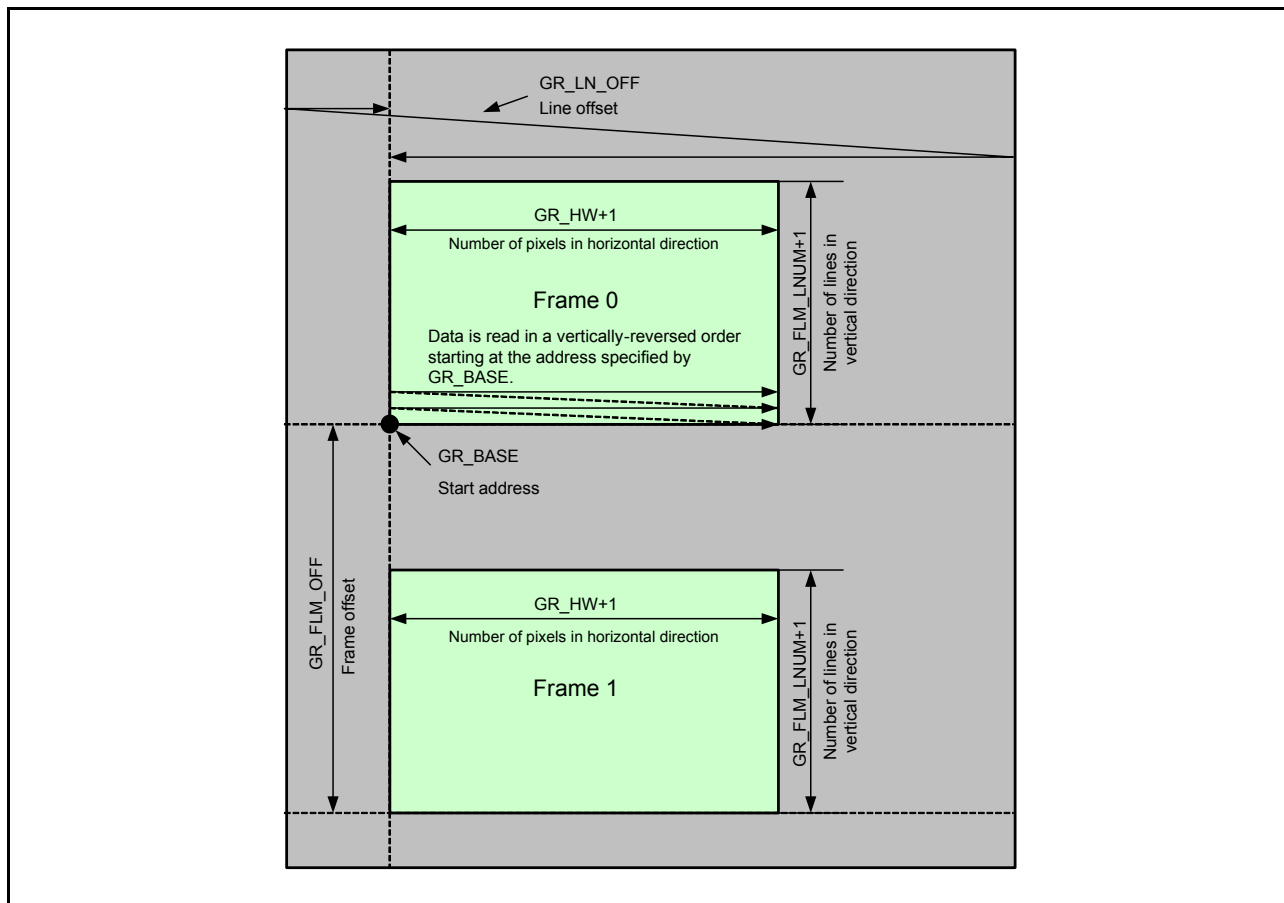 GR_LN_OFF
Line offset
GR_HW+1
Number of pixels in horizontal direction
Frame 0
Data is read in a vertically-reversed order
starting at the address specified by
GR_BASE.
GR_FLM_LNUM+1
Number of lines in
vertical direction
GR_BASE
Start address
GR_FLM_OFF
Frame offset
GR_HW+1
Number of pixels in horizontal direction
Frame 1
GR_FLM_LNUM+1
Number of lines in
vertical direction